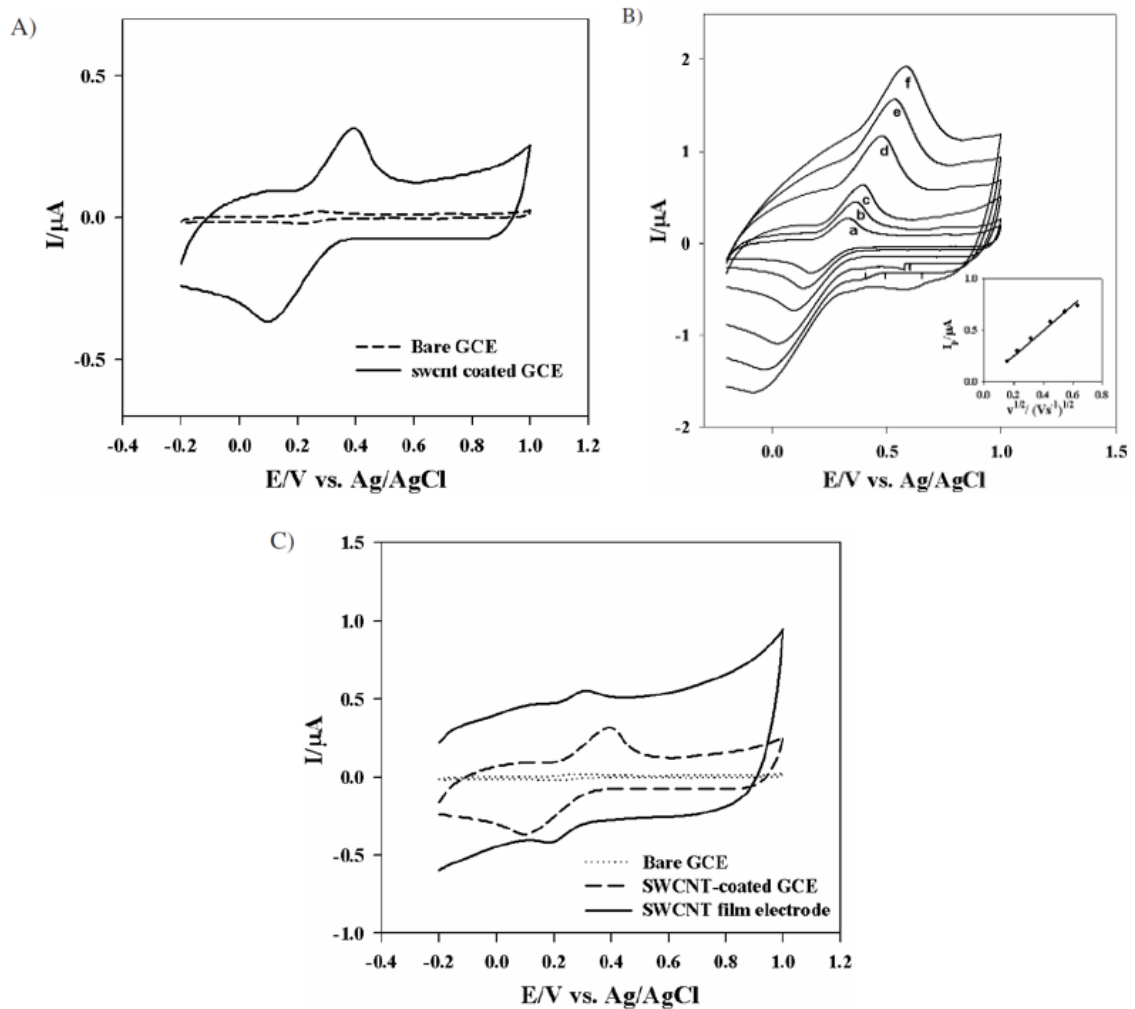 A)
0.5
0.0
-0.5
I/μA
Bare GCE
swcnt coated GCE
-0.4 -0.2 0.0 0.2 0.4 0.6 0.8 1.0 1.2
E/V vs. Ag/AgCl
B)
2
1
0
-1
-2
I/μA
f
e
d
c
b
a
1.0
0.5
0.0
Ip/μA
0.0 0.2 0.4 0.6 0.8
v1/2/ (Vs-1)1/2
0.0 0.5 1.0 1.5
E/V vs. Ag/AgCl
C)
1.5
1.0
0.5
0.0
-0.5
-1.0
I/μA
Bare GCE
SWCNT-coated GCE
SWCNT film electrode
-0.4 -0.2 0.0 0.2 0.4 0.6 0.8 1.0 1.2
E/V vs. Ag/AgCl